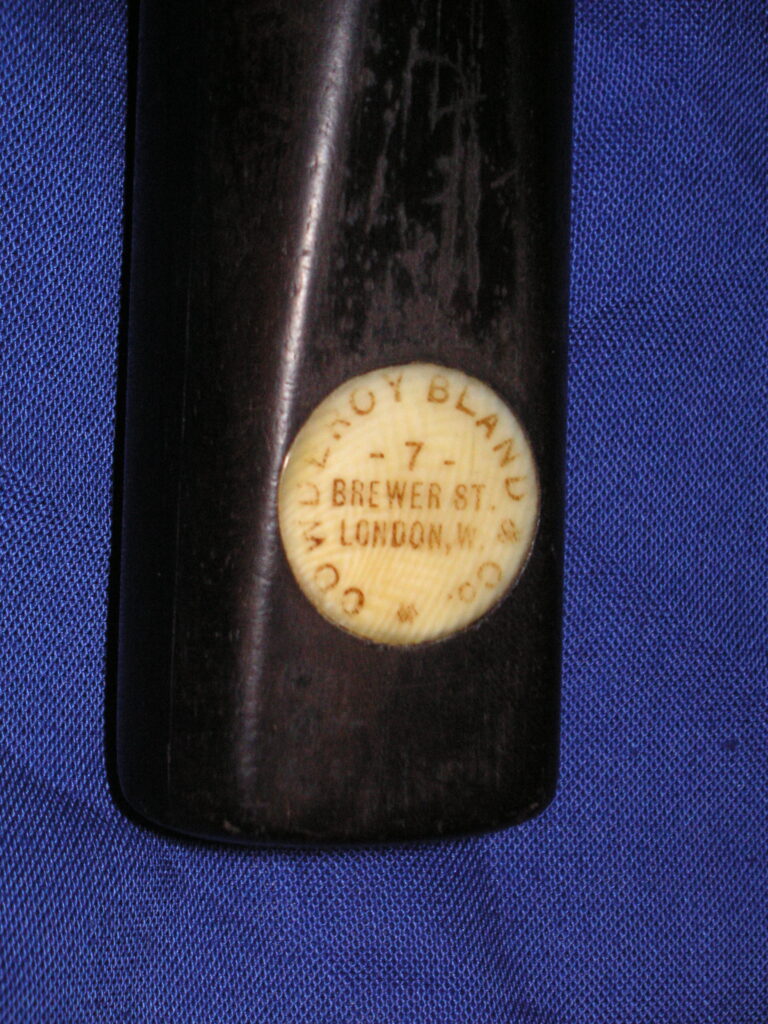 COWDEROY BLAND & CO.
- 7 -
BREWER ST.
LONDON, W.